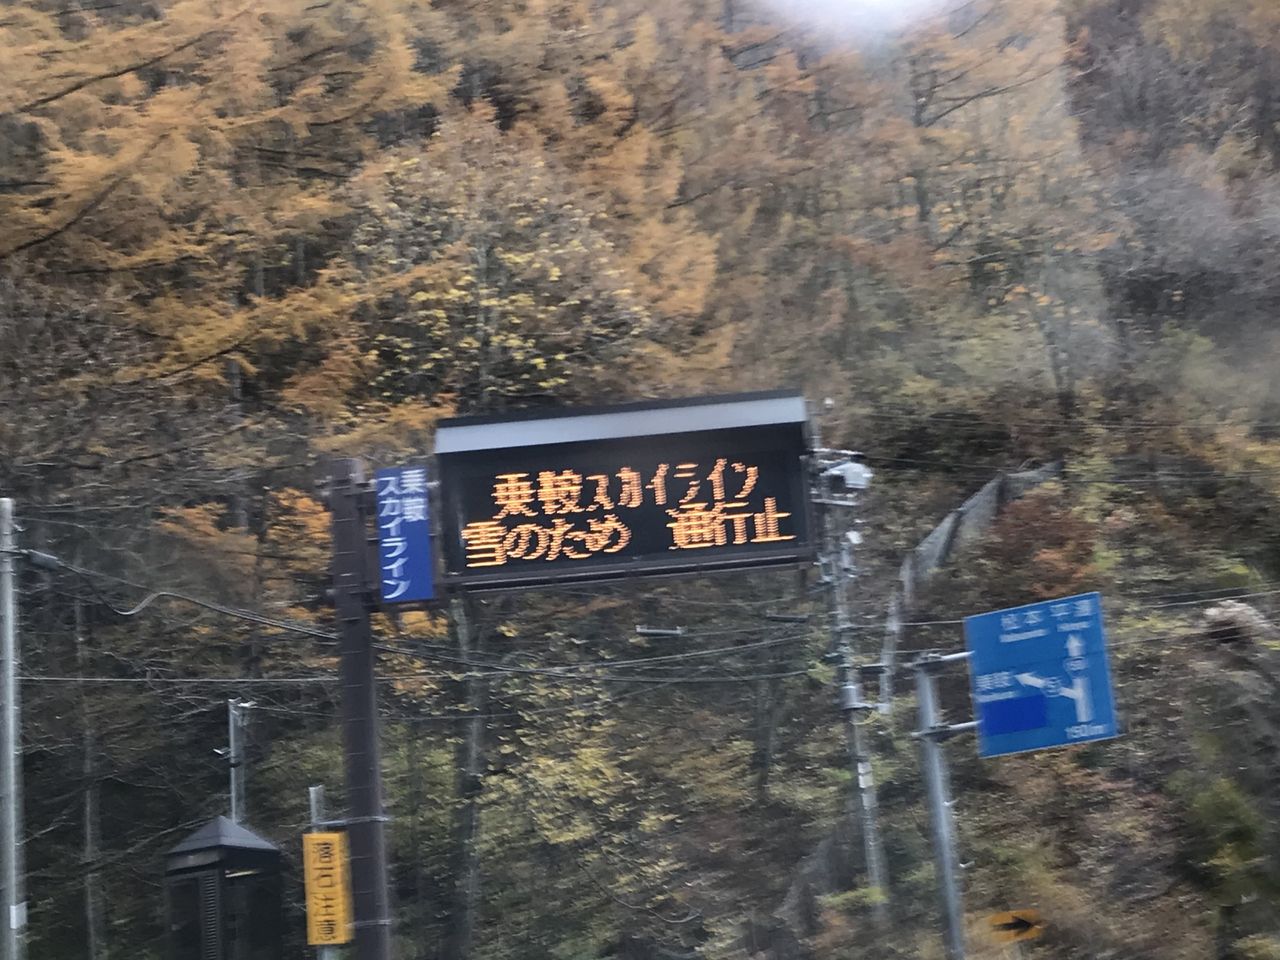 乗鞍
スカイライン
乗鞍スカイライン
雪のため 通行止
松本 平湯
150m
落石注意